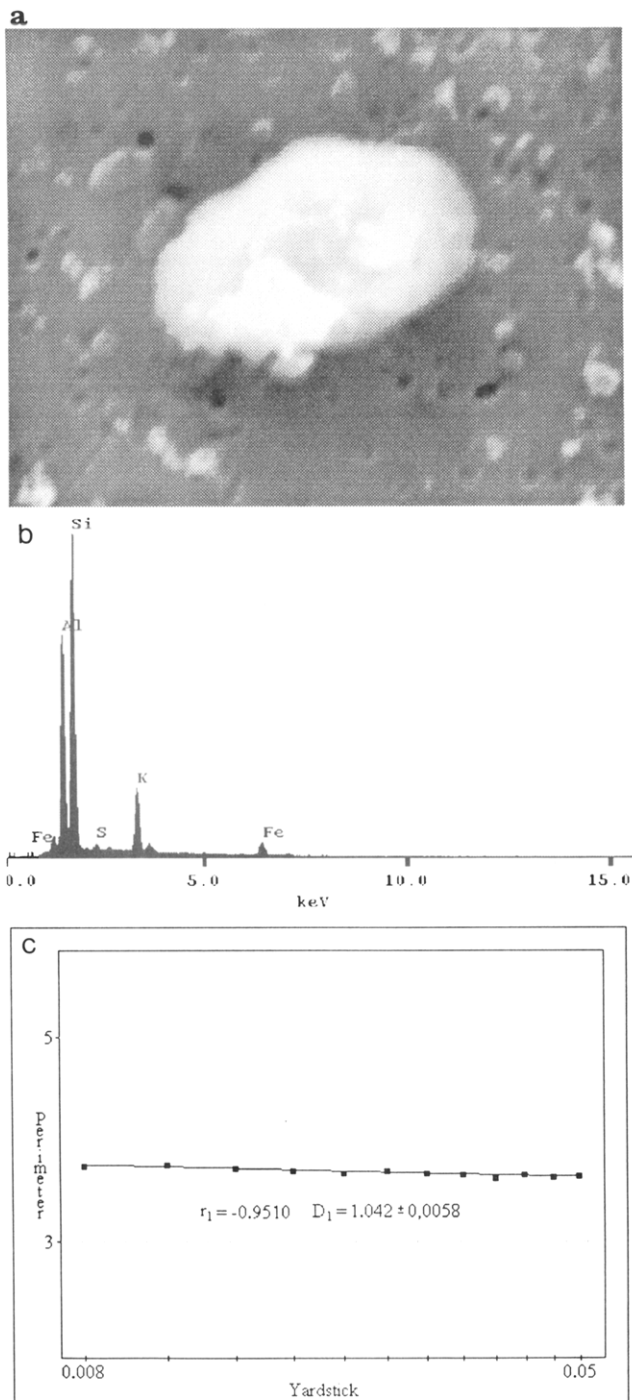 a
b
Si
Al
K
Fe
S
Fe
0.0
5.0
10.0
15.0
keV
c
5
perimeter
3
r₁ = -0.9510 D₁ = 1.042 ± 0,0058
0.008
0.05
Yardstick